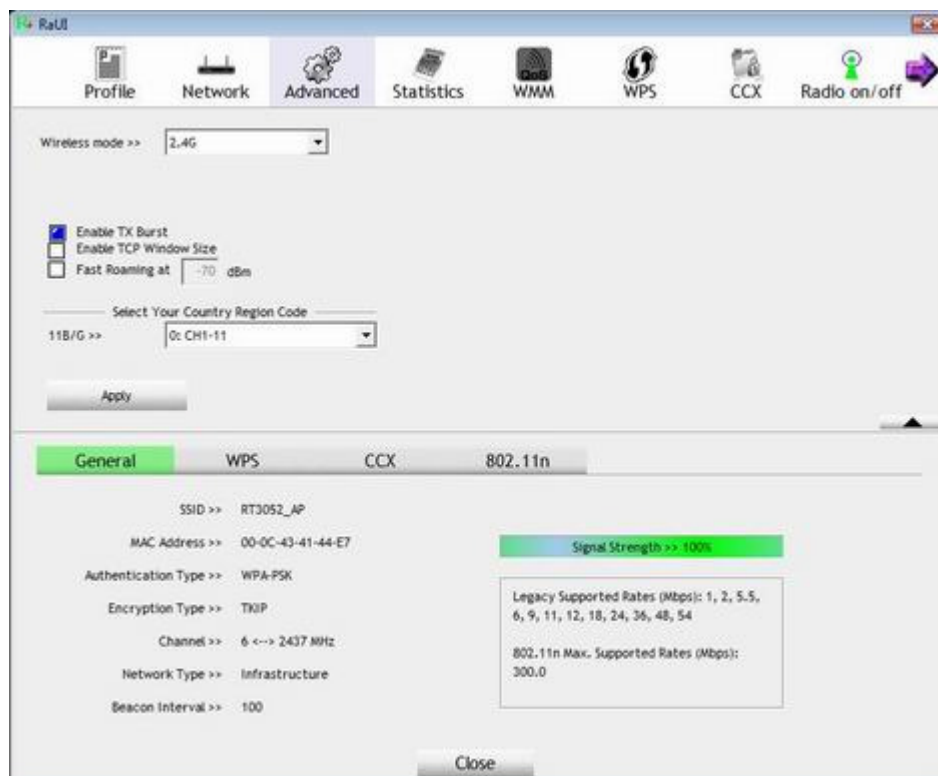 RaUI
Profile Network Advanced Statistics WMM WPS CCX Radio on/off
QoS
Wireless mode >> 2.4G
Enable TX Burst
Enable TCP Window Size
Fast Roaming at -70 dBm
Select Your Country Region Code
11B/G >> 0: CH1-11
Apply
General WPS CCX 802.11n
SSID >> RT3052_AP
MAC Address >> 00-0C-43-41-44-E7
Authentication Type >> WPA-PSK
Encryption Type >> TKIP
Channel >> 6 <--> 2437 MHz
Network Type >> Infrastructure
Beacon Interval >> 100
Signal Strength >> 100%
Legacy Supported Rates (Mbps): 1, 2, 5.5,
6, 9, 11, 12, 18, 24, 36, 48, 54
802.11n Max. Supported Rates (Mbps):
300.0
Close